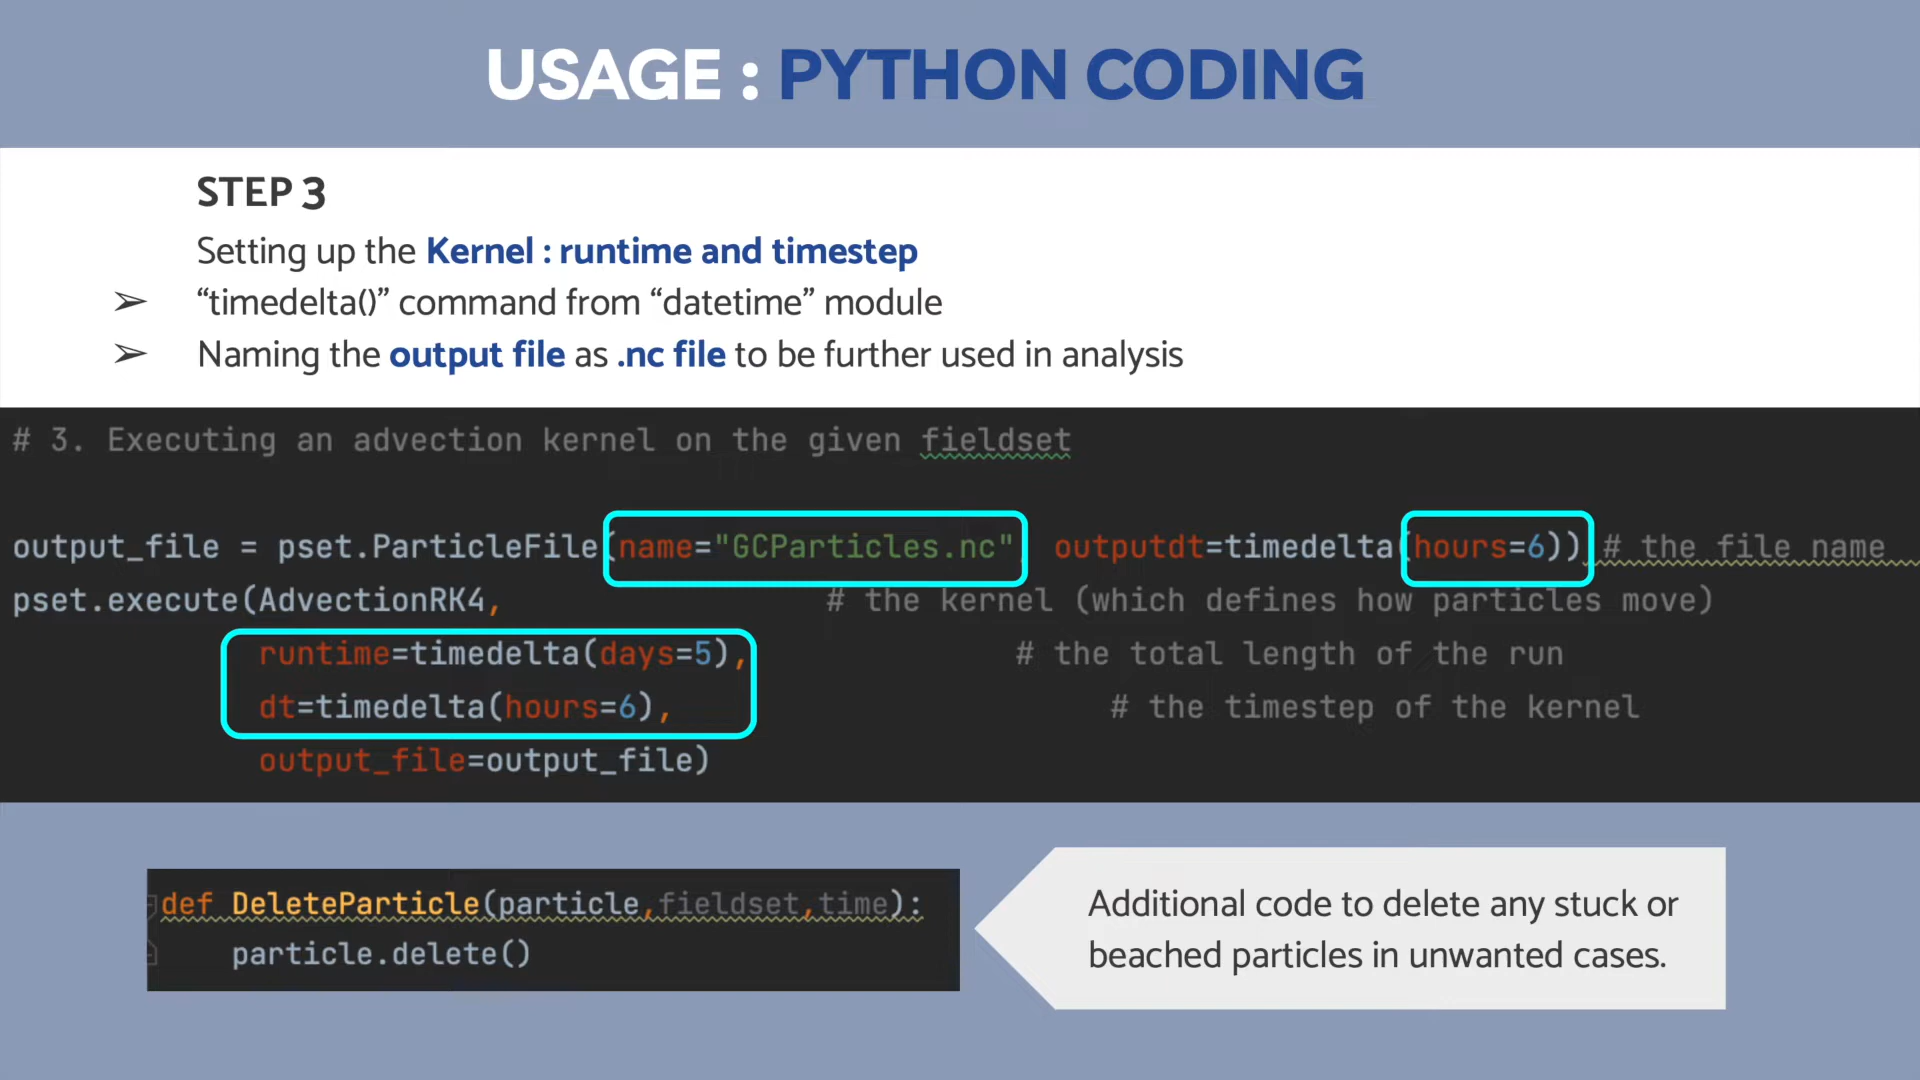 USAGE : PYTHON CODING
STEP 3
Setting up the Kernel : runtime and timestep
➢ “timedelta()” command from “datetime” module
➢ Naming the output file as .nc file to be further used in analysis
# 3. Executing an advection kernel on the given fieldset
output_file = pset.ParticleFile(name="GCParticles.nc", outputdt=timedelta(hours=6)) # the file name
pset.execute(AdvectionRK4, # the kernel (which defines how particles move)
runtime=timedelta(days=5), # the total length of the run
dt=timedelta(hours=6), # the timestep of the kernel
output_file=output_file)
def DeleteParticle(particle,fieldset,time):
particle.delete()
Additional code to delete any stuck or
beached particles in unwanted cases.